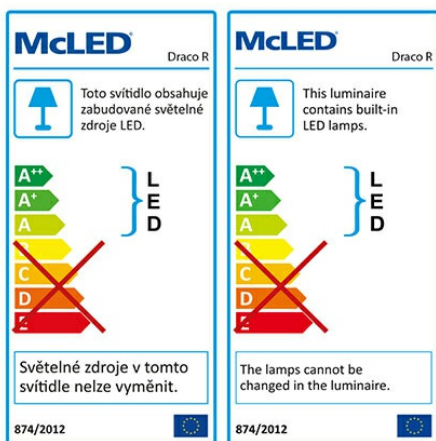 McLED
Draco R
Toto svítidlo obsahuje
zabudované světelné
zdroje LED.
A++
A+
A
B
C
D
E
L
E
D
Světelné zdroje v tomto
svítidle nelze vyměnit.
874/2012
McLED
Draco R
This luminaire
contains built-in
LED lamps.
A++
A+
A
B
C
D
E
L
E
D
The lamps cannot be
changed in the luminaire.
874/2012